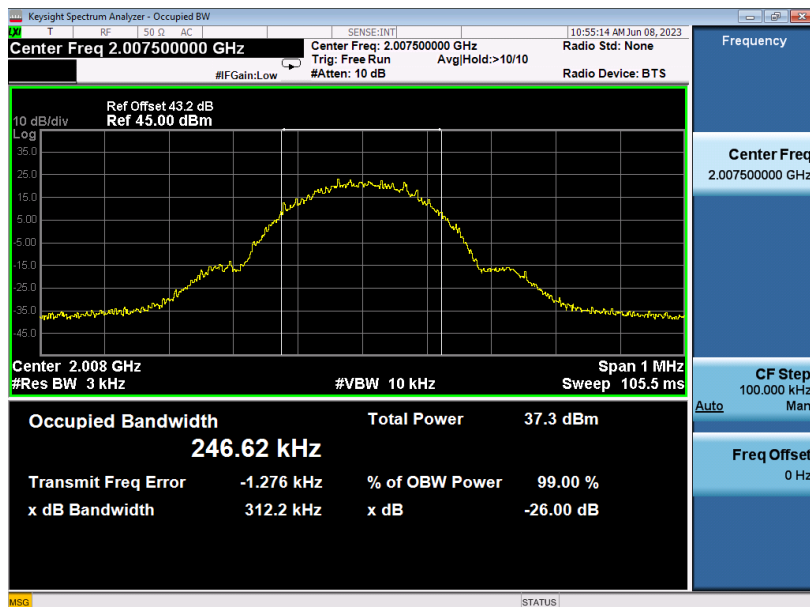 Keysight Spectrum Analyzer - Occupied BW
LXI T RF 50 Ω AC SENSE:INT 10:55:14 AM Jun 08, 2023
Center Freq 2.007500000 GHz
Center Freq: 2.007500000 GHz Radio Std: None
Trig: Free Run Avg|Hold:>10/10
#IFGain:Low #Atten: 10 dB Radio Device: BTS
Ref Offset 43.2 dB
10 dB/div Ref 45.00 dBm
Log
35.0
25.0
15.0
5.00
-5.00
-15.0
-25.0
-35.0
-45.0
Center 2.008 GHz Span 1 MHz
#Res BW 3 kHz #VBW 10 kHz Sweep 105.5 ms
Occupied Bandwidth Total Power 37.3 dBm
246.62 kHz
Transmit Freq Error -1.276 kHz % of OBW Power 99.00 %
x dB Bandwidth 312.2 kHz x dB -26.00 dB
MSG STATUS
Frequency
Center Freq
2.007500000 GHz
CF Step
100.000 kHz
Auto Man
Freq Offset
0 Hz